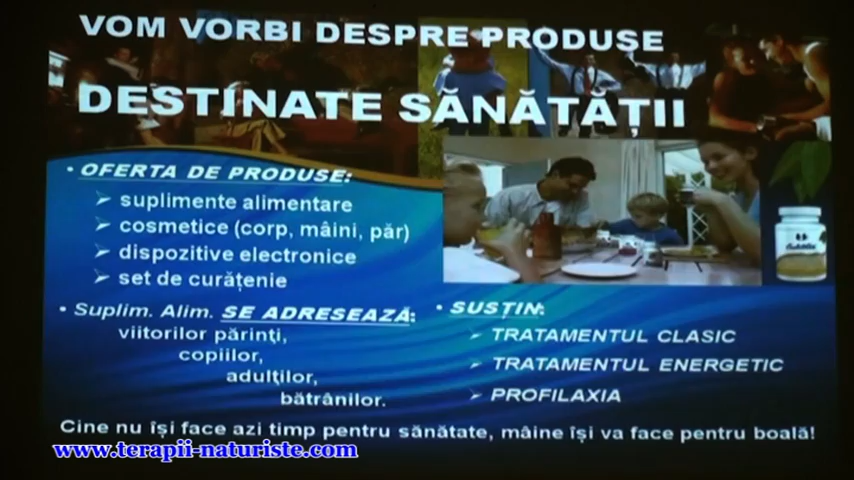 VOM VORBI DESPRE PRODUSE
DESTINATE SĂNĂTĂȚII
• OFERTA DE PRODUSE:
➢ suplimente alimentare
➢ cosmetice (corp, mâini, păr)
➢ dispozitive electronice
➢ set de curățenie
• Suplim. Alim. SE ADRESEAZĂ:
viitorilor părinţi,
copiilor,
adulţilor,
bătrânilor.
• SUSȚIN:
➢ TRATAMENTUL CLASIC
➢ TRATAMENTUL ENERGETIC
➢ PROFILAXIA
Cine nu își face azi timp pentru sănătate, mâine își va face pentru boală!
www.terapii-naturiste.com